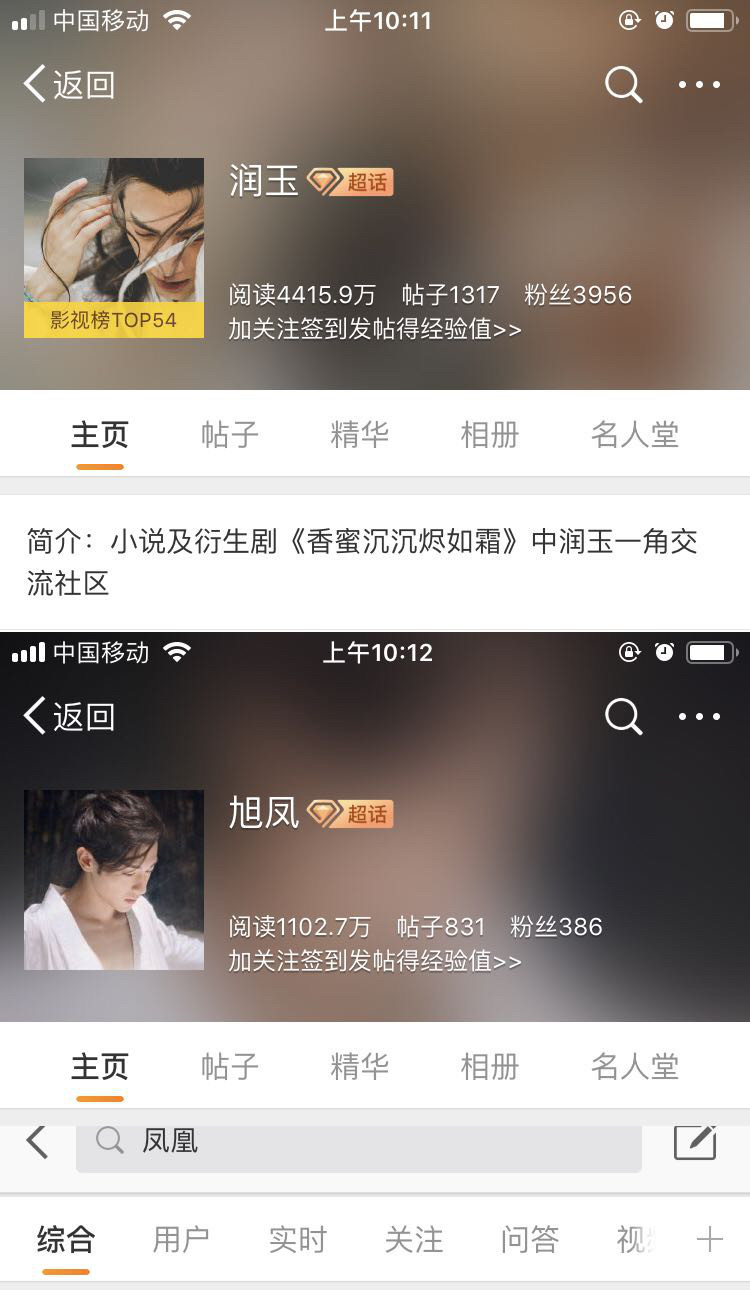 中国移动 上午10:11
返回
润玉 超话
阅读4415.9万 帖子1317 粉丝3956
加关注签到发帖得经验值>>
影视榜TOP54
主页 帖子 精华 相册 名人堂
简介：小说及衍生剧《香蜜沉沉烬如霜》中润玉一角交
流社区
中国移动 上午10:12
返回
旭凤 超话
阅读1102.7万 帖子831 粉丝386
加关注签到发帖得经验值>>
主页 帖子 精华 相册 名人堂
凤凰
综合 用户 实时 关注 问答 视